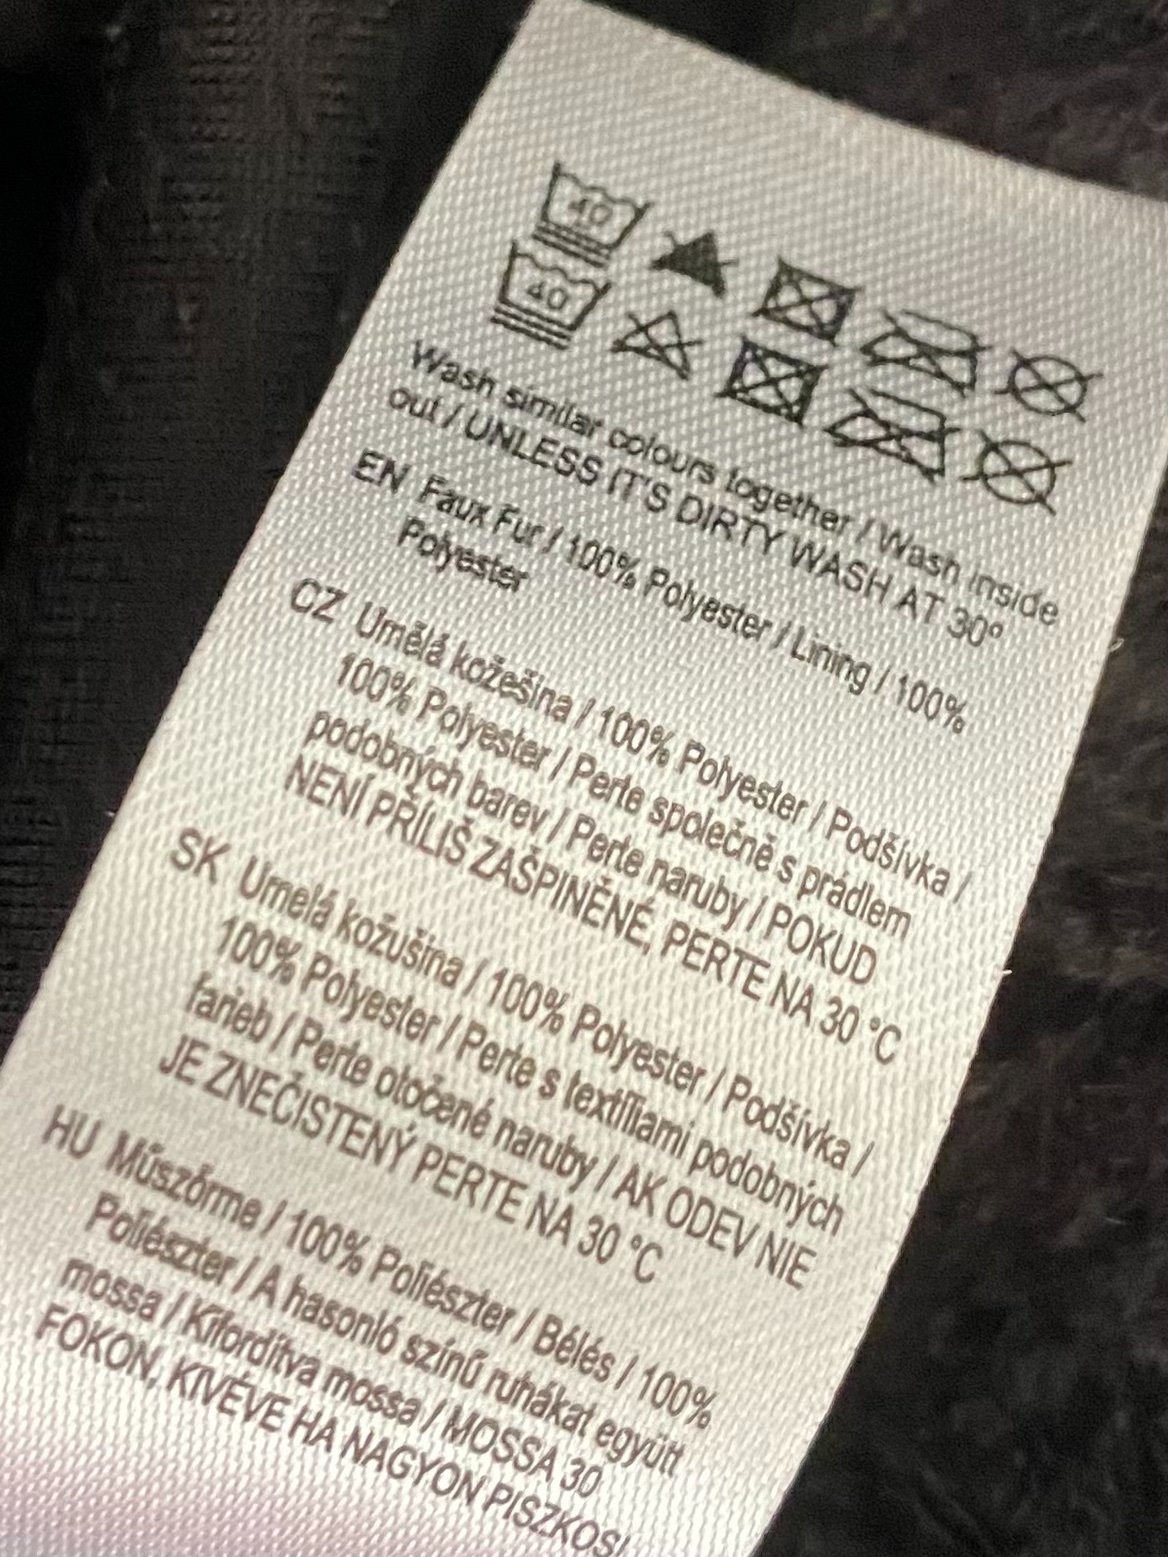 40
40
Wash similar colours together / Wash inside
out / UNLESS IT'S DIRTY WASH AT 30º
EN Faux Fur / 100% Polyester / Lining / 100%
Polyester
CZ Umělá kožešina / 100% Polyester / Podšívka /
100% Polyester / Perte společně s prádlem
podobných barev / Perte naruby / POKUD
NENÍ PŘÍLIŠ ZAŠPINĚNÉ, PERTE NA 30 °C
SK Umelá kožušina / 100% Polyester / Podšívka /
100% Polyester / Perte s textíliami podobných
farieb / Perte otočené naruby / AK ODEV NIE
JE ZNEČISTENÝ PERTE NA 30 °C
HU Műszőrme / 100% Poliészter / Bélés / 100%
Poliészter / A hasonló színű ruhákat együtt
mossa / Kifordítva mossa / MOSSA 30
FOKON, KIVÉVE HA NAGYON PISZKOS!